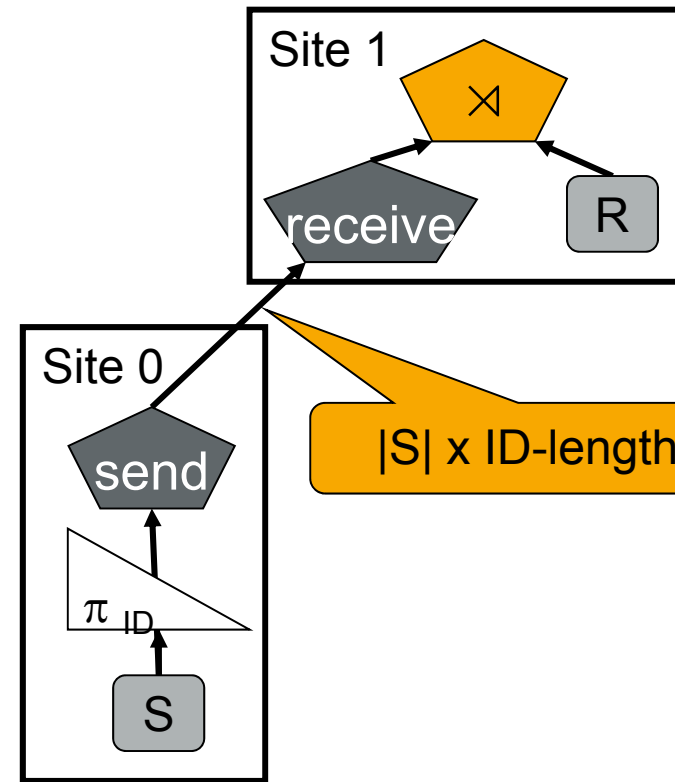 Site 1
⋊
receive
R
Site 0
|S| x ID-length
send
π ID
S